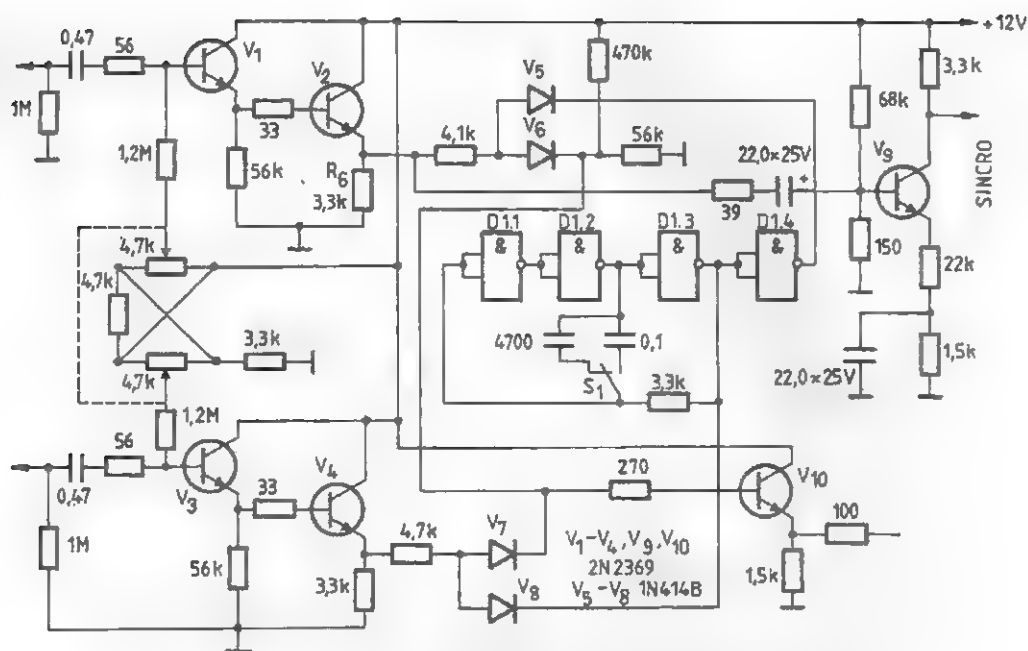 +12V
0,47
56
V1
V2
470k
3,3k
V5
V6
68k
1M
33
4,1k
56k
22,0×25V
+
V9
SINCRO
1,2M
56k
R6
3,3k
39
D1.1
&
D1.2
&
D1.3
&
D1.4
&
150
22k
4,7k
4,7k
3,3k
4,7k
4700
0,1
S1
3,3k
22,0×25V
1,5k
1,2M
56
0,47
V3
33
V4
270
V10
100
4,7k
V7
V1-V4, V9, V10
2N2369
V5-V8 1N414B
1M
56k
3,3k
V8
1,5k